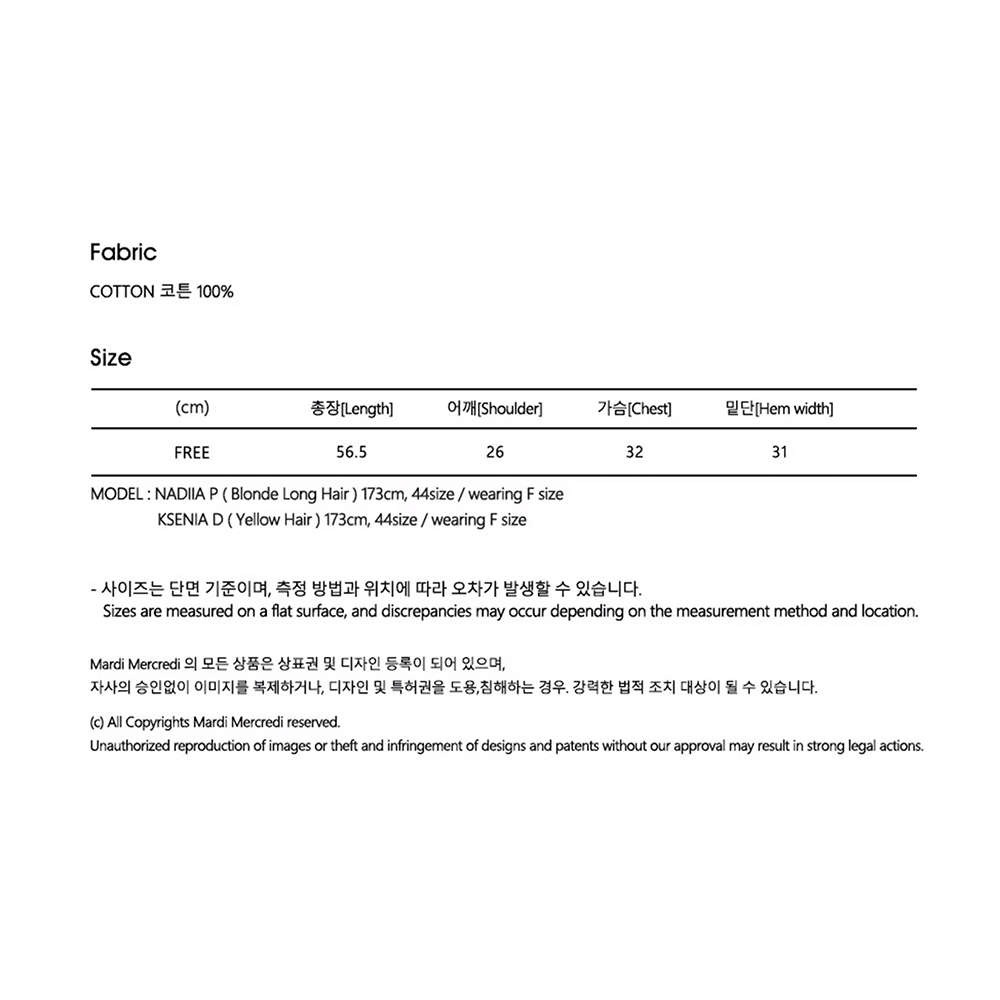 Fabric
COTTON 코튼 100%
Size
(cm) 총장[Length] 어깨[Shoulder] 가슴[Chest] 밑단[Hem width]
FREE 56.5 26 32 31
MODEL : NADIIA P ( Blonde Long Hair ) 173cm, 44size / wearing F size
KSENIA D ( Yellow Hair ) 173cm, 44size / wearing F size
- 사이즈는 단면 기준이며, 측정 방법과 위치에 따라 오차가 발생할 수 있습니다.
Sizes are measured on a flat surface, and discrepancies may occur depending on the measurement method and location.
Mardi Mercredi 의 모든 상품은 상표권 및 디자인 등록이 되어 있으며,
자사의 승인없이 이미지를 복제하거나, 디자인 및 특허권을 도용,침해하는 경우. 강력한 법적 조치 대상이 될 수 있습니다.
(c) All Copyrights Mardi Mercredi reserved.
Unauthorized reproduction of images or theft and infringement of designs and patents without our approval may result in strong legal actions.